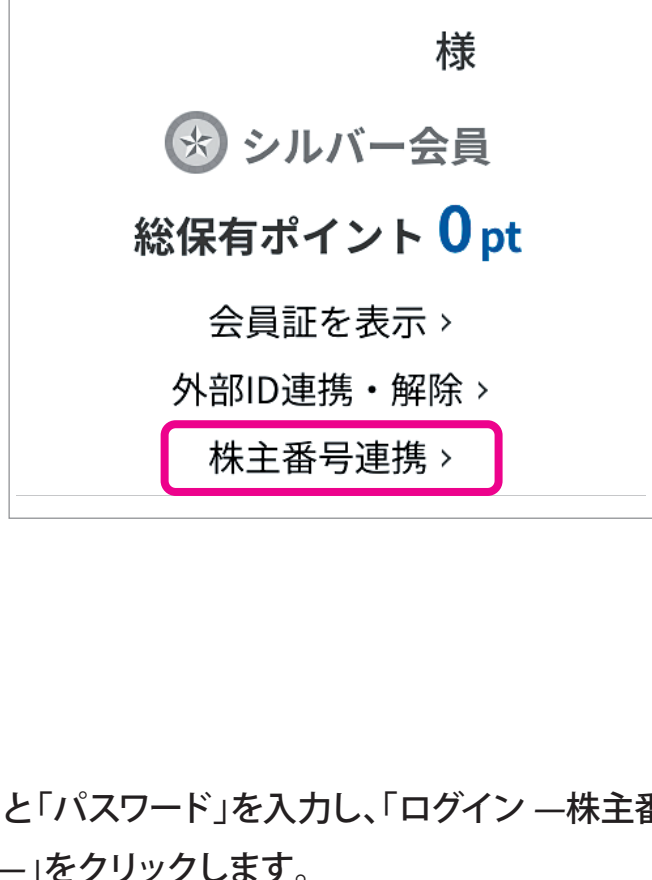 様
シルバー会員
総保有ポイント 0pt
会員証を表示 ›
外部ID連携・解除 ›
株主番号連携 ›
と「パスワード」を入力し、「ログイン ―株主番
―」をクリックします。